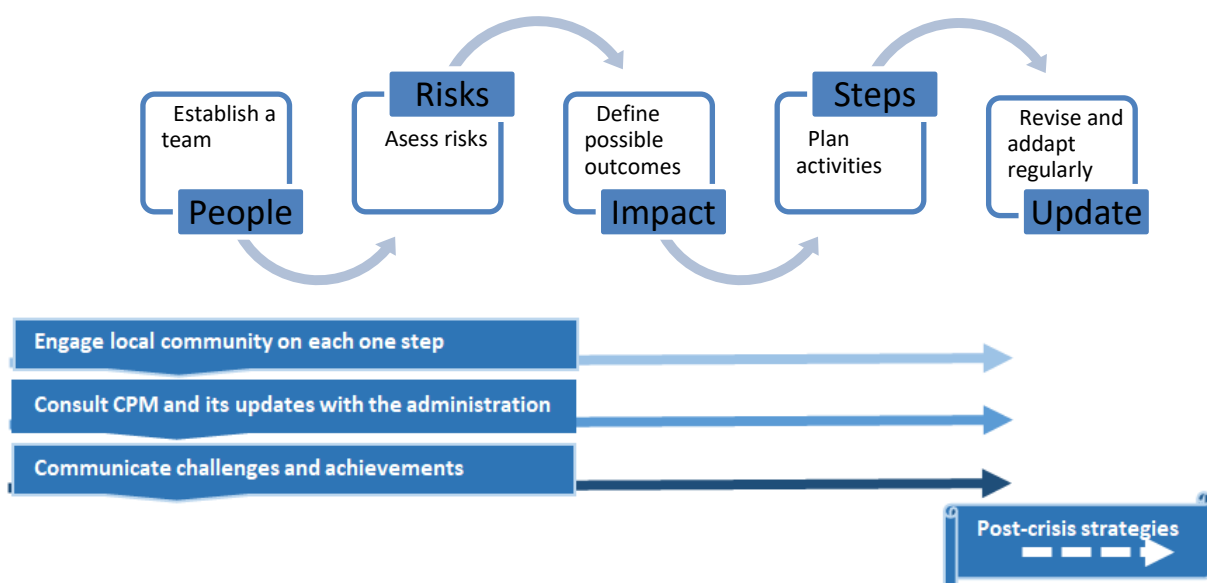 Establish a
team
People
Risks
Asess risks
Define
possible
outcomes
Impact
Steps
Plan
activities
Revise and
addapt
regularly
Update
Engage local community on each one step
Consult CPM and its updates with the administration
Communicate challenges and achievements
Post-crisis strategies